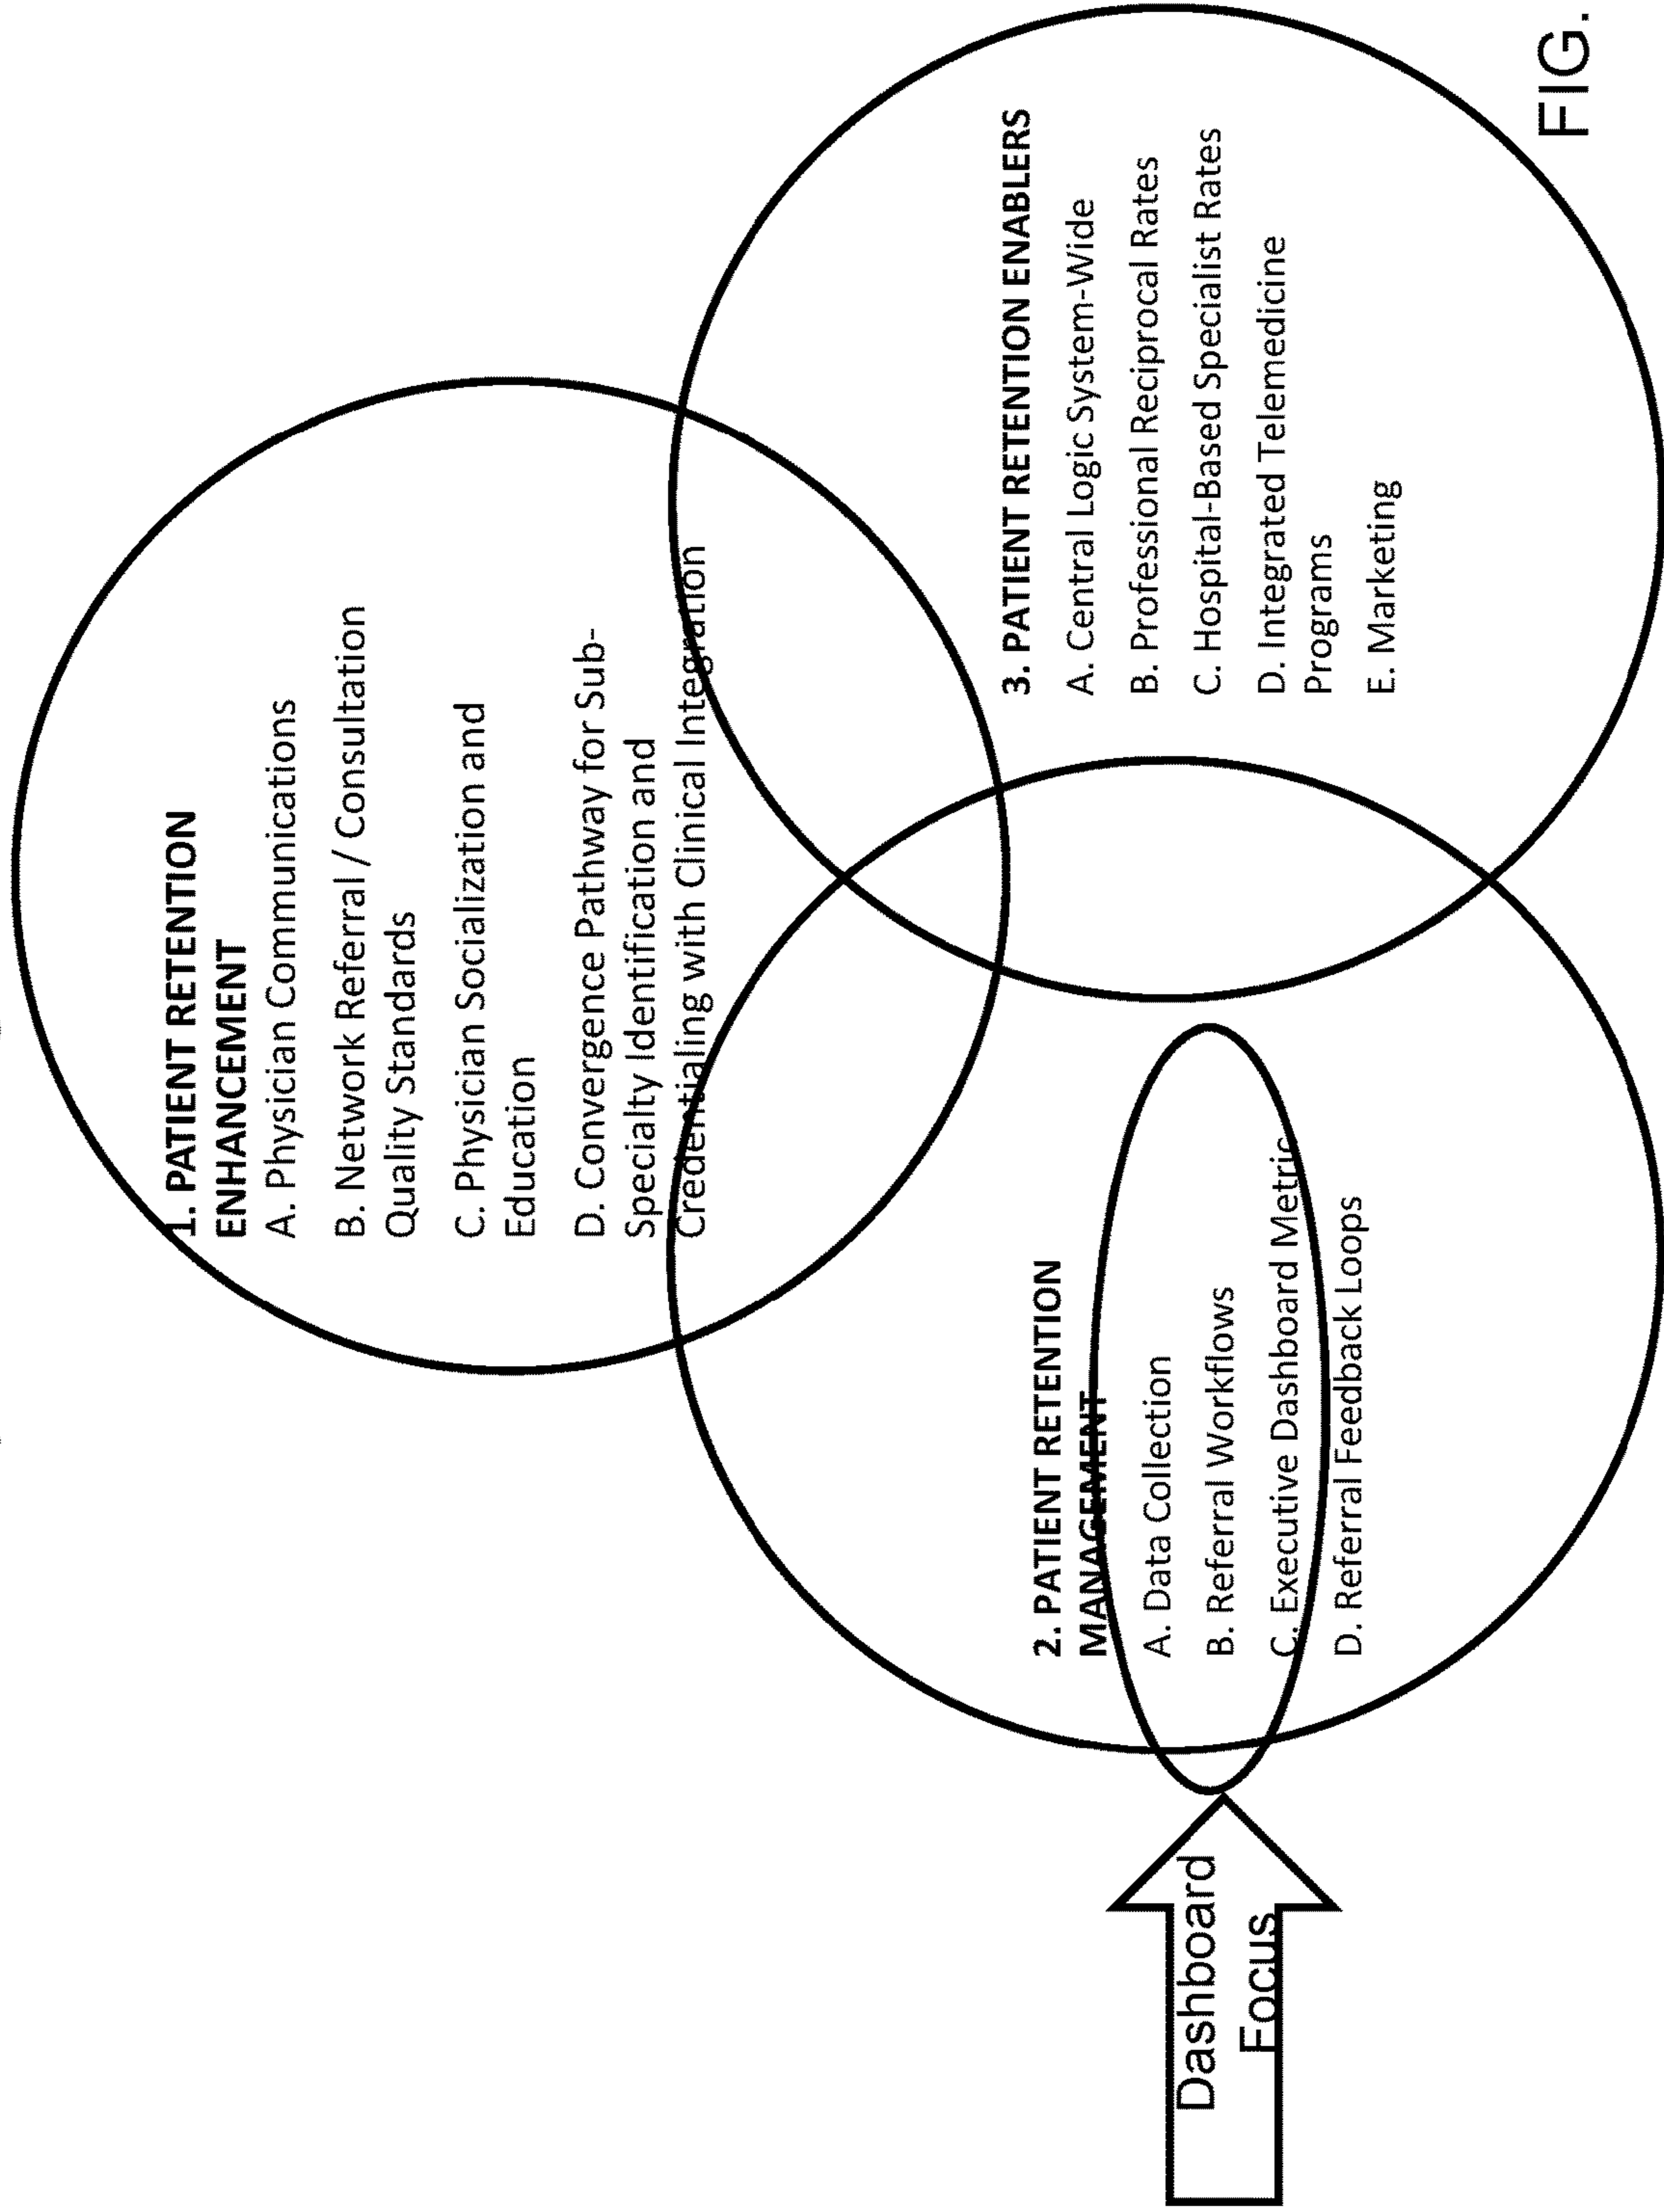 1. PATIENT RETENTION
ENHANCEMENT
A. Physician Communications
B. Network Referral / Consultation
Quality Standards
C. Physician Socialization and
Education
D. Convergence Pathway for Sub-
Specialty Identification and
Credentialing with Clinical Integration
2. PATIENT RETENTION
MANAGEMENT
A. Data Collection
B. Referral Workflows
C. Executive Dashboard Metric
D. Referral Feedback Loops
3. PATIENT RETENTION ENABLERS
A. Central Logic System-Wide
B. Professional Reciprocal Rates
C. Hospital-Based Specialist Rates
D. Integrated Telemedicine
Programs
E. Marketing
Dashboard
Focus
FIG.